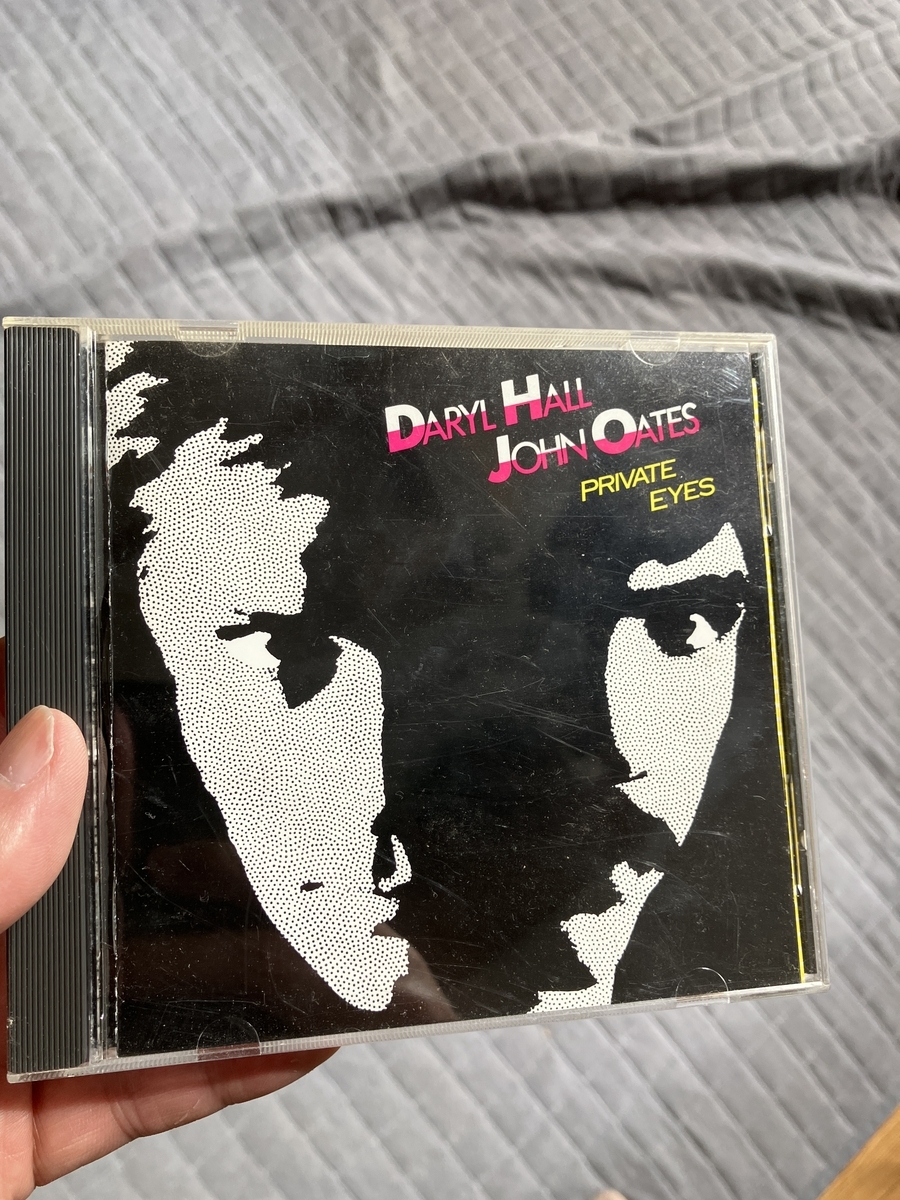 DARYL HALL
JOHN OATES
PRIVATE
EYES